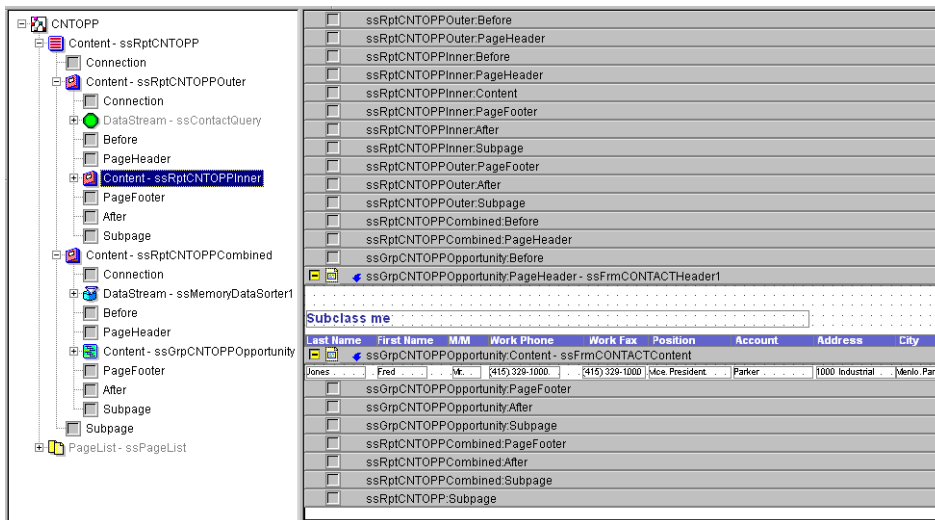 CNTOPP
Content - ssRptCNTOPP
Connection
Content - ssRptCNTOPPOuter
Connection
DataStream - ssContactQuery
Before
PageHeader
Content - ssRptCNTOPPInner
PageFooter
After
Subpage
Content - ssRptCNTOPPCombined
Connection
DataStream - ssMemoryDataSorter1
Before
PageHeader
Content - ssGrpCNTOPPOpportunity
PageFooter
After
Subpage
Subpage
PageList - ssPageList
ssRptCNTOPPOuter:Before
ssRptCNTOPPOuter:PageHeader
ssRptCNTOPPInner:Before
ssRptCNTOPPInner:PageHeader
ssRptCNTOPPInner:Content
ssRptCNTOPPInner:PageFooter
ssRptCNTOPPInner:After
ssRptCNTOPPInner:Subpage
ssRptCNTOPPOuter:PageFooter
ssRptCNTOPPOuter:After
ssRptCNTOPPOuter:Subpage
ssRptCNTOPPCombined:Before
ssRptCNTOPPCombined:PageHeader
ssGrpCNTOPPOpportunity:Before
ssGrpCNTOPPOpportunity:PageHeader - ssFrmCONTACTHeader1
Subclass me
Last Name First Name M/M Work Phone Work Fax Position Account Address City
ssGrpCNTOPPOpportunity:Content - ssFrmCONTACTContent
Jones Fred Mr. (415) 329-1000 (415) 329-1000 Vice President Parker 1000 Industrial Menlo Par
ssGrpCNTOPPOpportunity:PageFooter
ssGrpCNTOPPOpportunity:After
ssGrpCNTOPPOpportunity:Subpage
ssRptCNTOPPCombined:PageFooter
ssRptCNTOPPCombined:After
ssRptCNTOPPCombined:Subpage
ssRptCNTOPP:Subpage